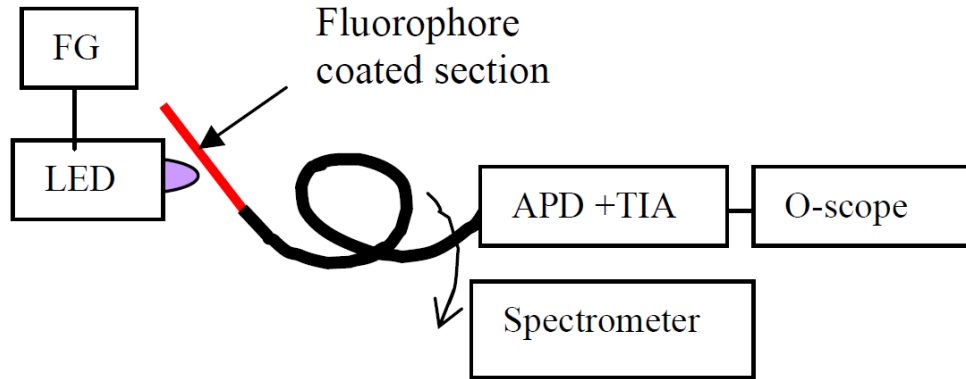 FG
Fluorophore
coated section
LED
APD +TIA
O-scope
Spectrometer